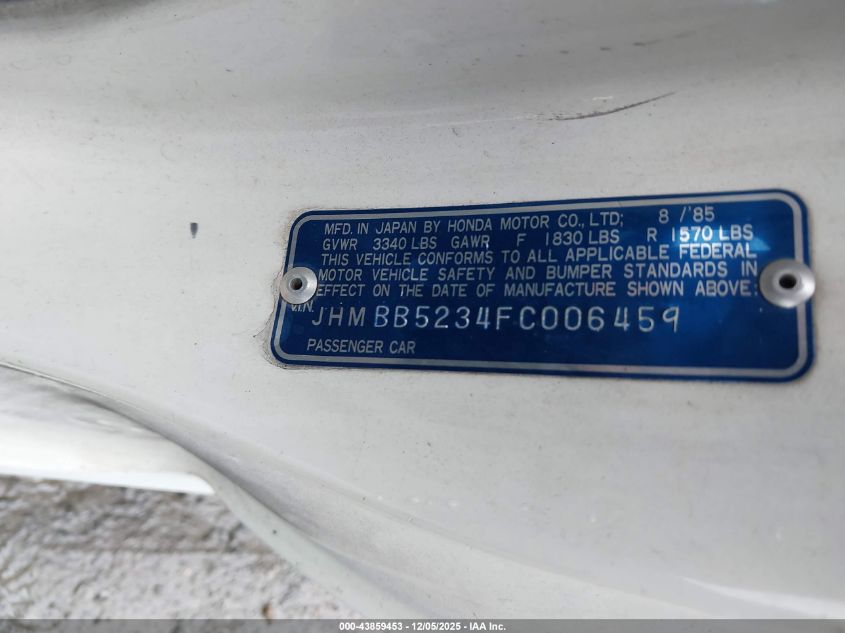 MFD. IN JAPAN BY HONDA MOTOR CO., LTD; 8 /'85
GVWR 3340 LBS GAWR F 1830 LBS R 1570 LBS
THIS VEHICLE CONFORMS TO ALL APPLICABLE FEDERAL
MOTOR VEHICLE SAFETY AND BUMPER STANDARDS IN
EFFECT ON THE DATE OF MANUFACTURE SHOWN ABOVE:
V.I.N. JHMBB5234FC006459
PASSENGER CAR
000-43859453 - 12/05/2025 - IAA Inc.